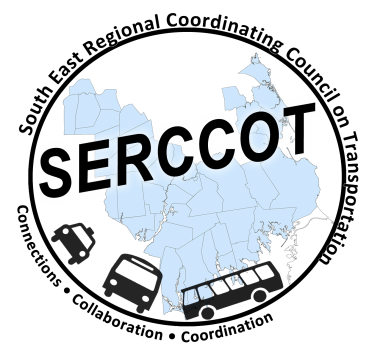 South East Regional Coordinating Council on Transportation
SERCCOT
Connections • Collaboration • Coordination